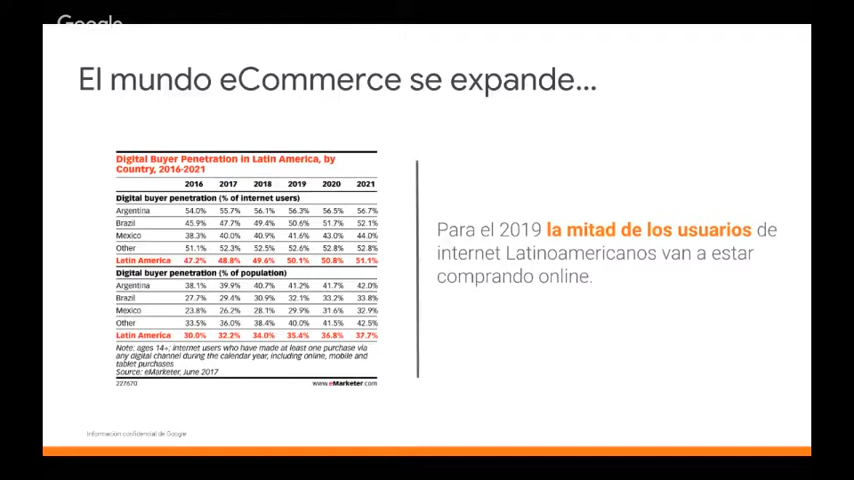 Google
El mundo eCommerce se expande...
Digital Buyer Penetration in Latin America, by
Country, 2016-2021
2016 2017 2018 2019 2020 2021
Digital buyer penetration (% of internet users)
Argentina 54.0% 55.7% 56.1% 56.3% 56.5% 56.7%
Brazil 45.9% 47.7% 49.4% 50.6% 51.7% 52.1%
Mexico 38.3% 40.0% 40.9% 41.6% 43.0% 44.0%
Other 51.1% 52.3% 52.5% 52.6% 52.8% 52.8%
Latin America 47.2% 48.8% 49.6% 50.1% 50.8% 51.1%
Digital buyer penetration (% of population)
Argentina 38.1% 39.9% 40.7% 41.2% 41.7% 42.0%
Brazil 27.7% 29.4% 30.9% 32.1% 33.2% 33.8%
Mexico 23.8% 26.2% 28.1% 29.9% 31.6% 32.9%
Other 33.5% 36.0% 38.4% 40.0% 41.5% 42.5%
Latin America 30.0% 32.2% 34.0% 35.4% 36.8% 37.7%
Note: ages 14+; internet users who have made at least one purchase via
any digital channel during the calendar year, including online, mobile and
tablet purchases
Source: eMarketer, June 2017
227670 www.eMarketer.com
Para el 2019 la mitad de los usuarios de
internet Latinoamericanos van a estar
comprando online.
Información confidencial de Google